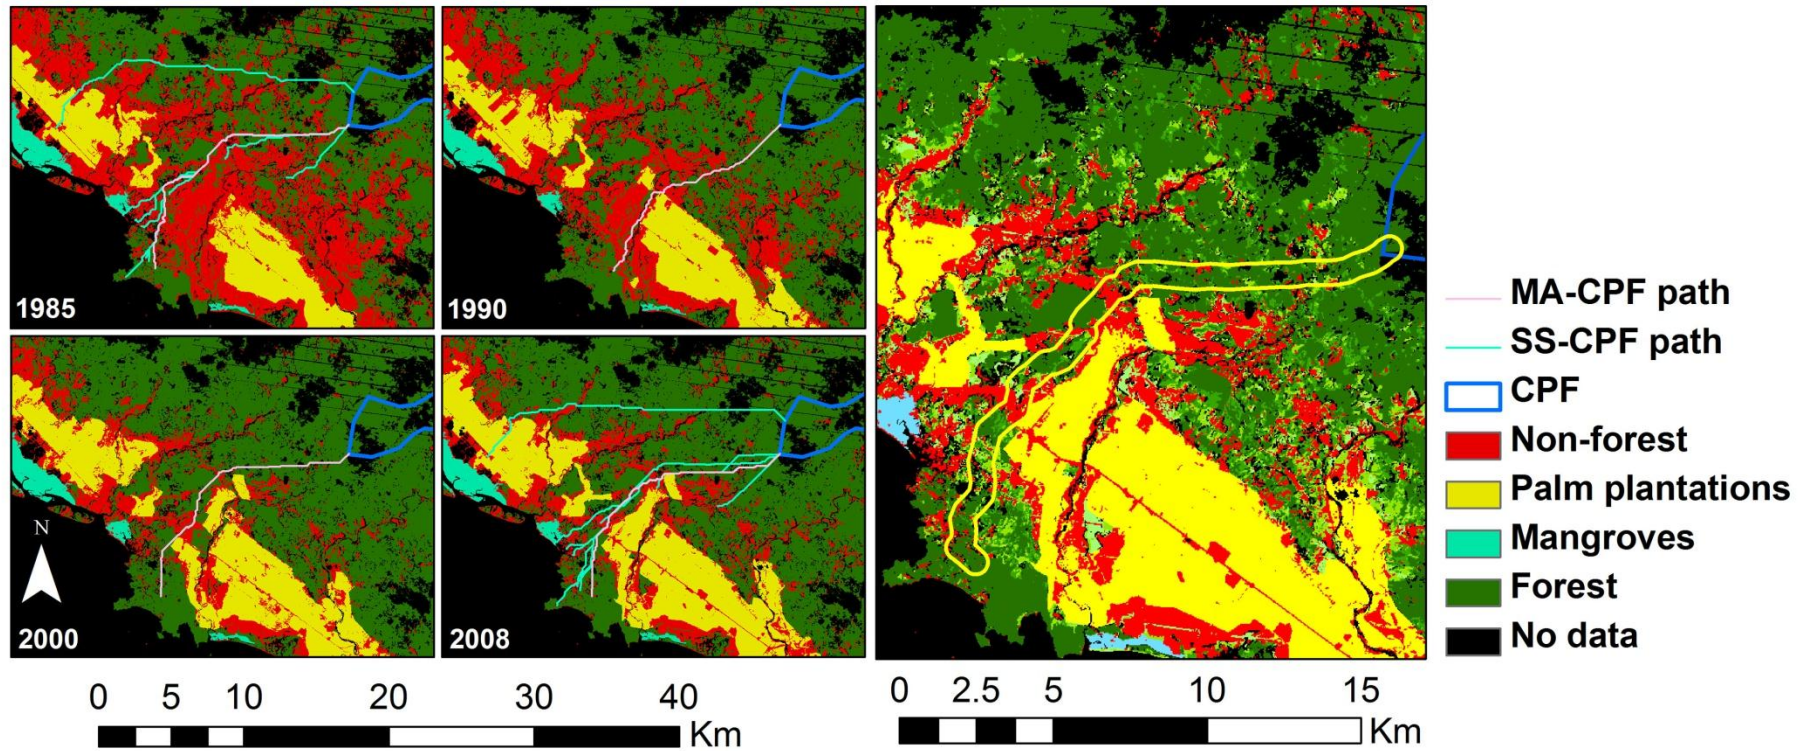 1985
1990
N
2000
2008
MA-CPF path
SS-CPF path
CPF
Non-forest
Palm plantations
Mangroves
Forest
No data
0 5 10 20 30 40
Km
0 2.5 5 10 15
Km